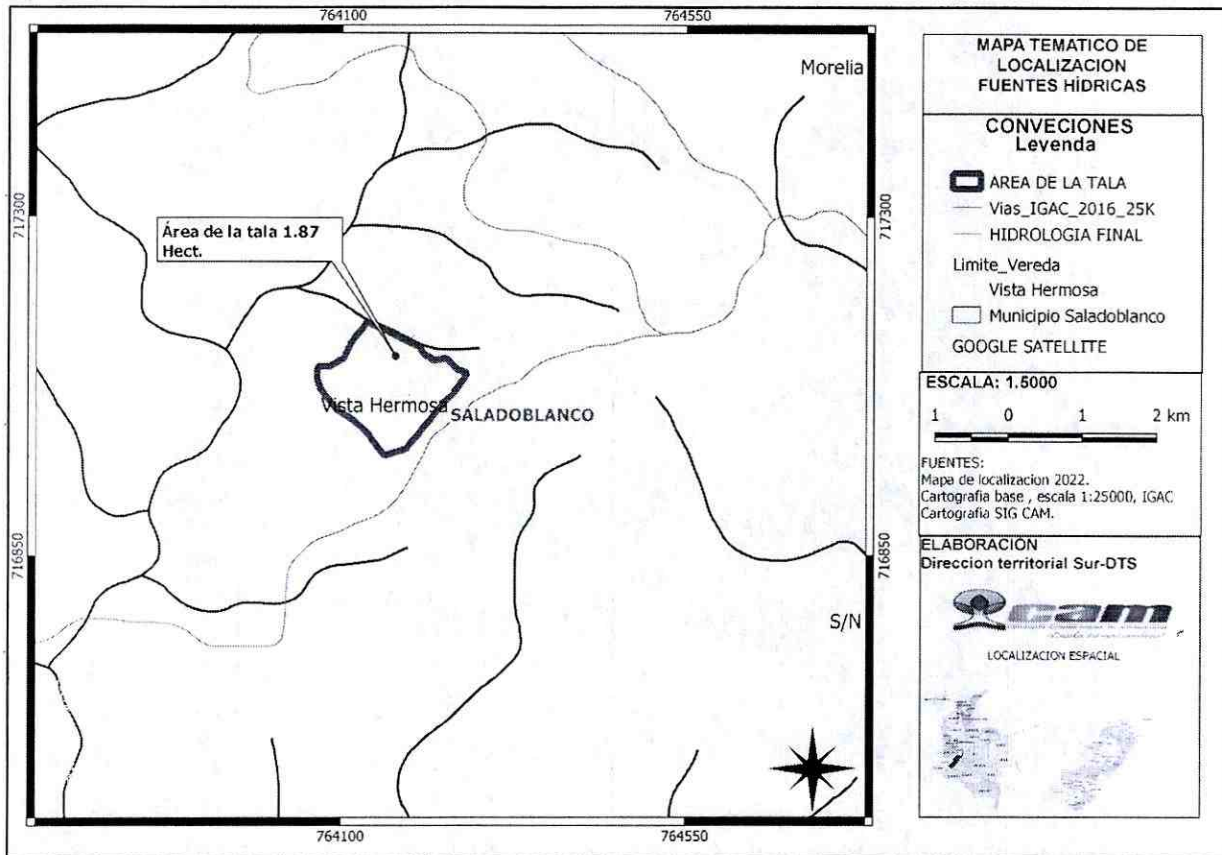 764100
764550
Morelia
717300
717300
Área de la tala 1.87
Hect.
Vista Hermosa
SALADOBLANCO
716850
716850
S/N
764100
764550
MAPA TEMATICO DE
LOCALIZACION
FUENTES HÍDRICAS
CONVECIONES
Levenda
AREA DE LA TALA
Vias_IGAC_2016_25K
HIDROLOGIA FINAL
Limite_Vereda
Vista Hermosa
Municipio Saladoblanco
GOOGLE SATELLITE
ESCALA: 1.5000
1 0 1 2 km
FUENTES:
Mapa de localizacion 2022.
Cartografia base , escala 1:25000, IGAC
Cartografia SIG CAM.
ELABORACIÓN
Direccion territorial Sur-DTS
cam
LOCALIZACION ESPACIAL